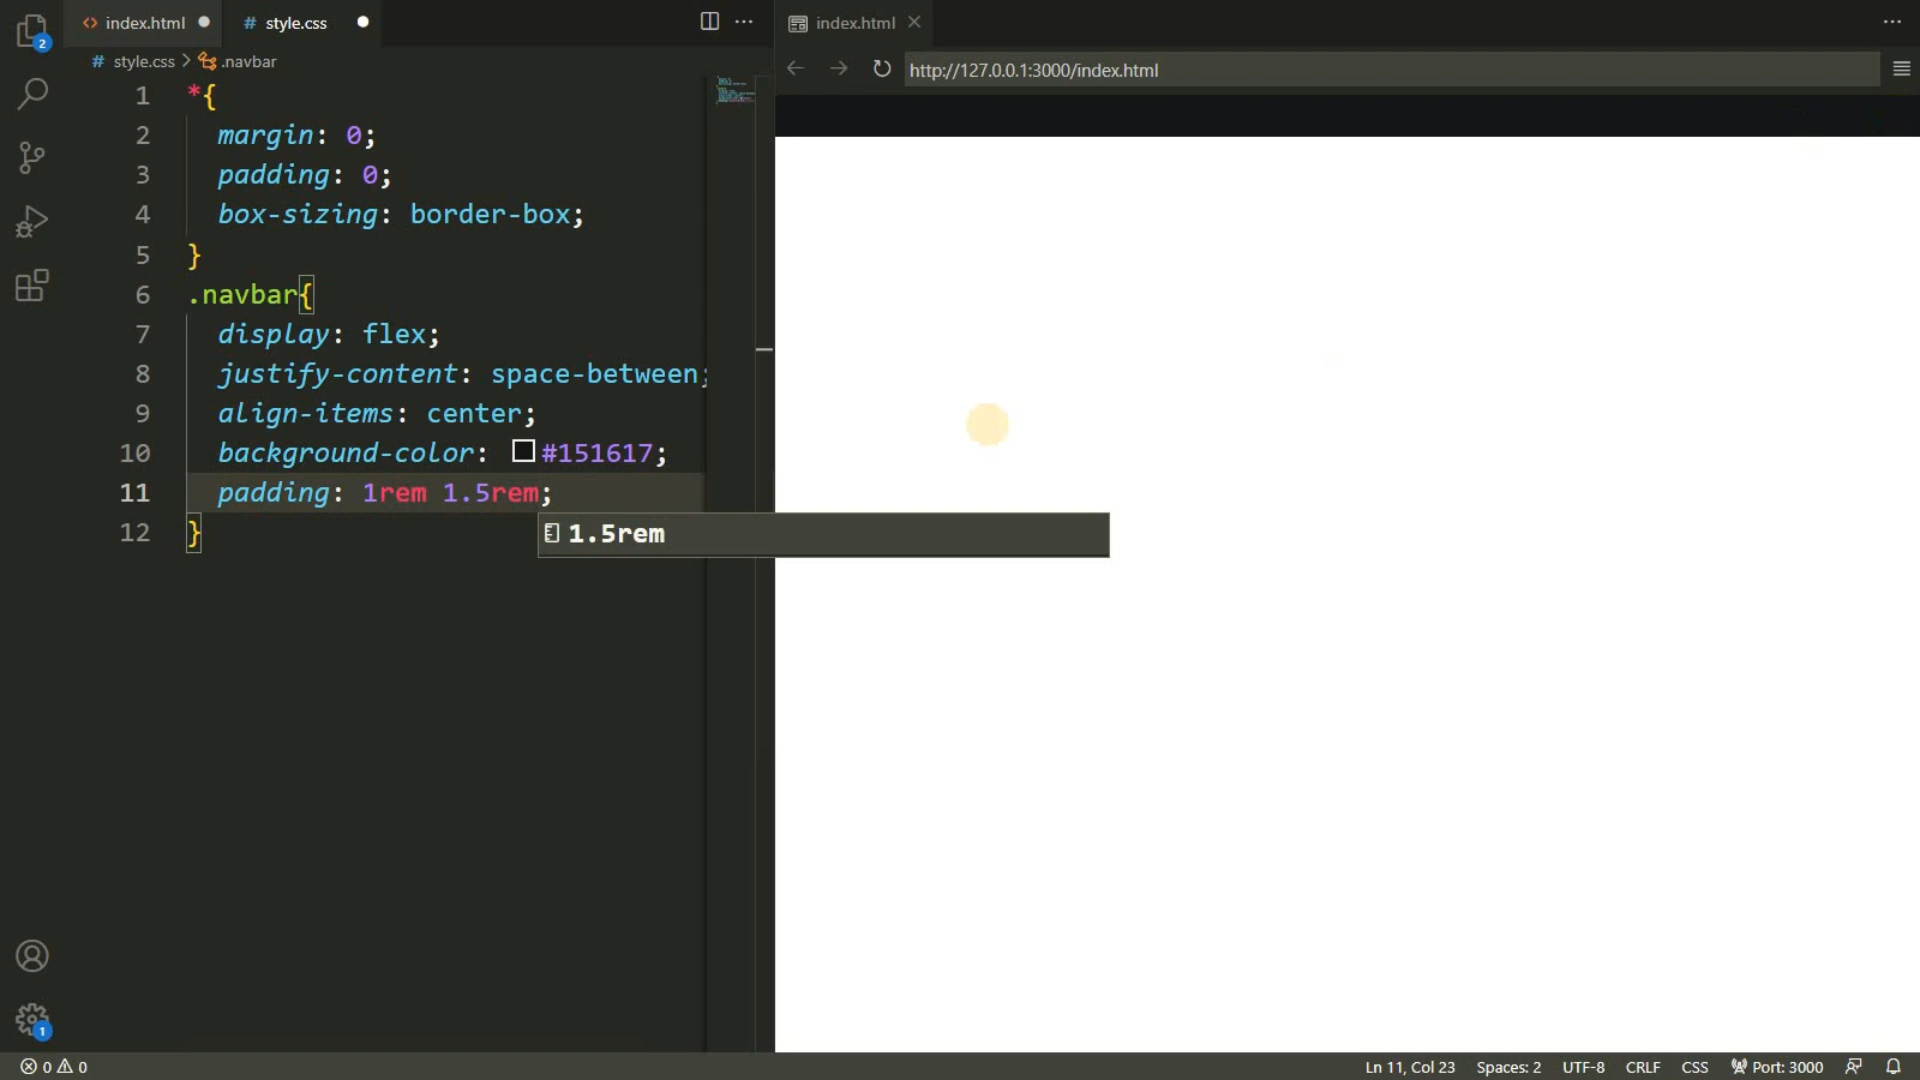 index.html
style.css
index.html
2
# style.css > .navbar
http://127.0.0.1:3000/index.html
1 *{
2 margin: 0;
3 padding: 0;
4 box-sizing: border-box;
5 }
6 .navbar{
7 display: flex;
8 justify-content: space-between;
9 align-items: center;
10 background-color: #151617;
11 padding: 1rem 1.5rem;
1.5rem
12 }
1
0 0
Ln 11, Col 23 Spaces: 2 UTF-8 CRLF CSS Port: 3000